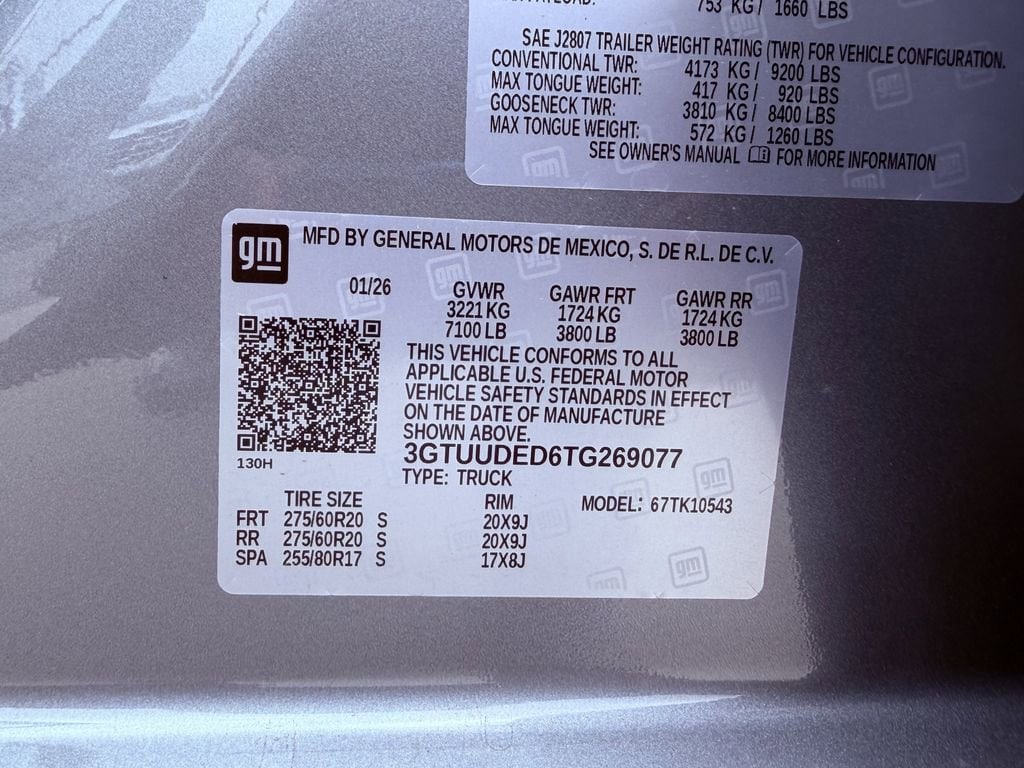 753 KG / 1660 LBS
SAE J2807 TRAILER WEIGHT RATING (TWR) FOR VEHICLE CONFIGURATION.
CONVENTIONAL TWR: 4173 KG / 9200 LBS
MAX TONGUE WEIGHT: 417 KG / 920 LBS
GOOSENECK TWR: 3810 KG / 8400 LBS
MAX TONGUE WEIGHT: 572 KG / 1260 LBS
SEE OWNER'S MANUAL FOR MORE INFORMATION
gm MFD BY GENERAL MOTORS DE MEXICO, S. DE R.L. DE C.V.
01/26 GVWR GAWR FRT GAWR RR
3221 KG 1724 KG 1724 KG
7100 LB 3800 LB 3800 LB
THIS VEHICLE CONFORMS TO ALL
APPLICABLE U.S. FEDERAL MOTOR
VEHICLE SAFETY STANDARDS IN EFFECT
ON THE DATE OF MANUFACTURE
SHOWN ABOVE.
3GTUUDED6TG269077
130H
TYPE: TRUCK
TIRE SIZE RIM MODEL: 67TK10543
FRT 275/60R20 S 20X9J
RR 275/60R20 S 20X9J
SPA 255/80R17 S 17X8J